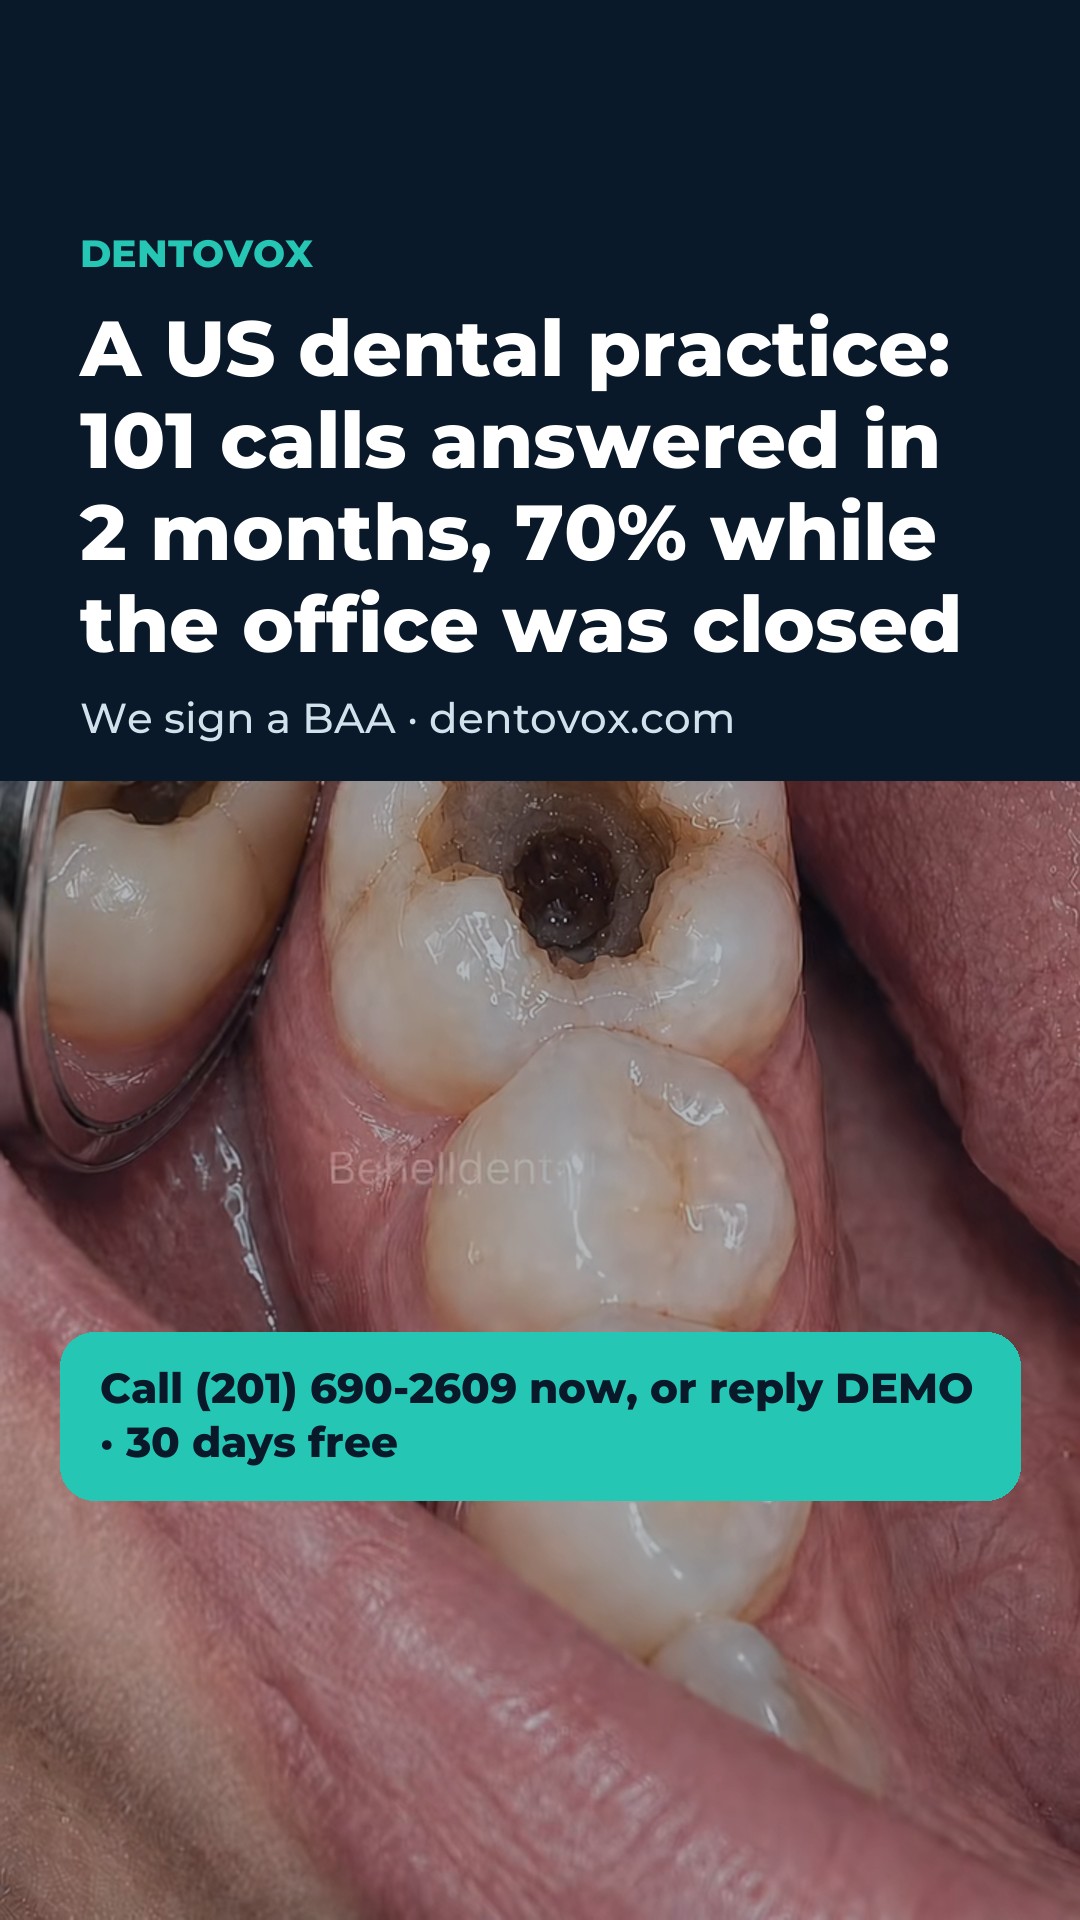 DENTOVOX
A US dental practice:
101 calls answered in
2 months, 70% while
the office was closed
We sign a BAA · dentovox.com
Call (201) 690-2609 now, or reply DEMO
· 30 days free